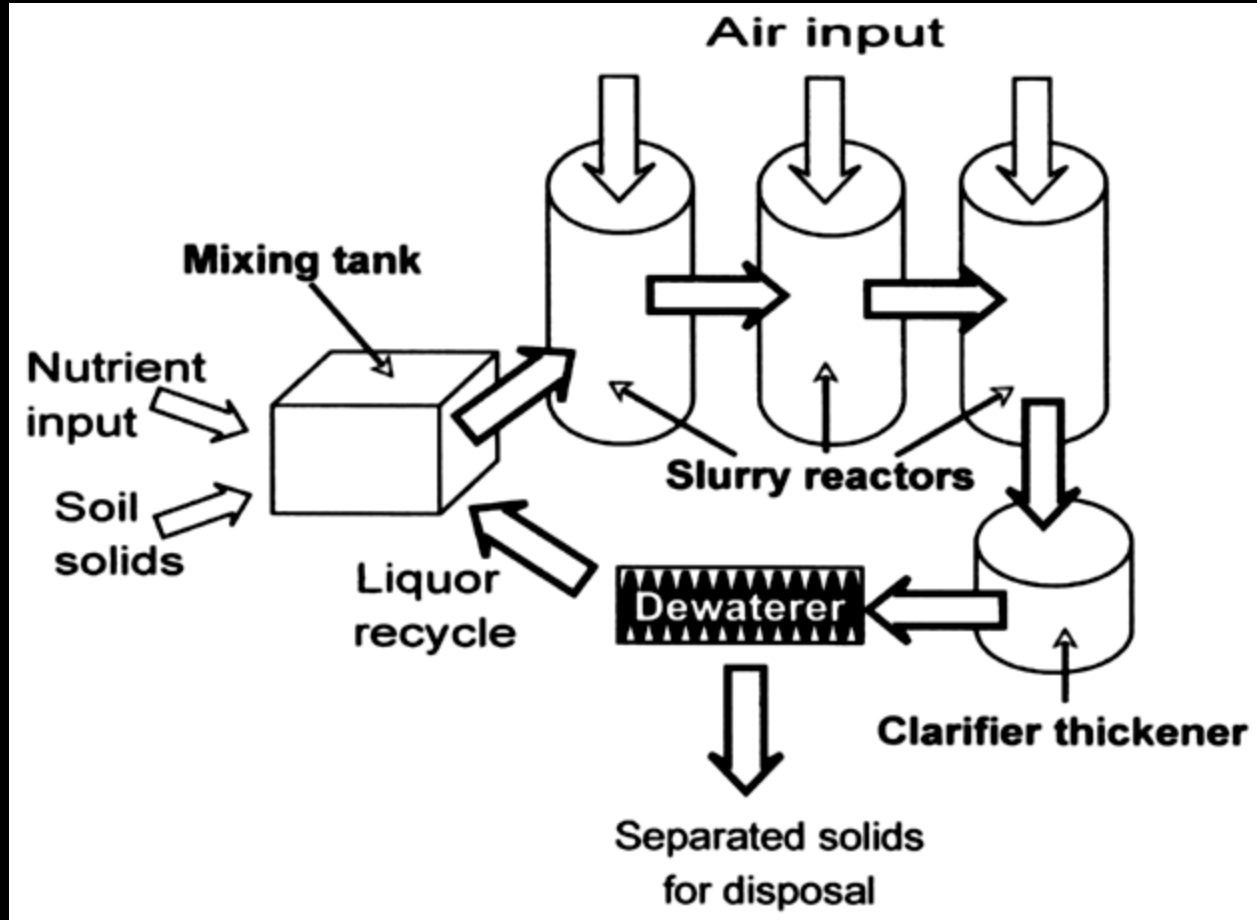 Air input
Mixing tank
Nutrient
input
Soil
solids
Slurry reactors
Liquor
recycle
Dewaterer
Clarifier thickener
Separated solids
for disposal